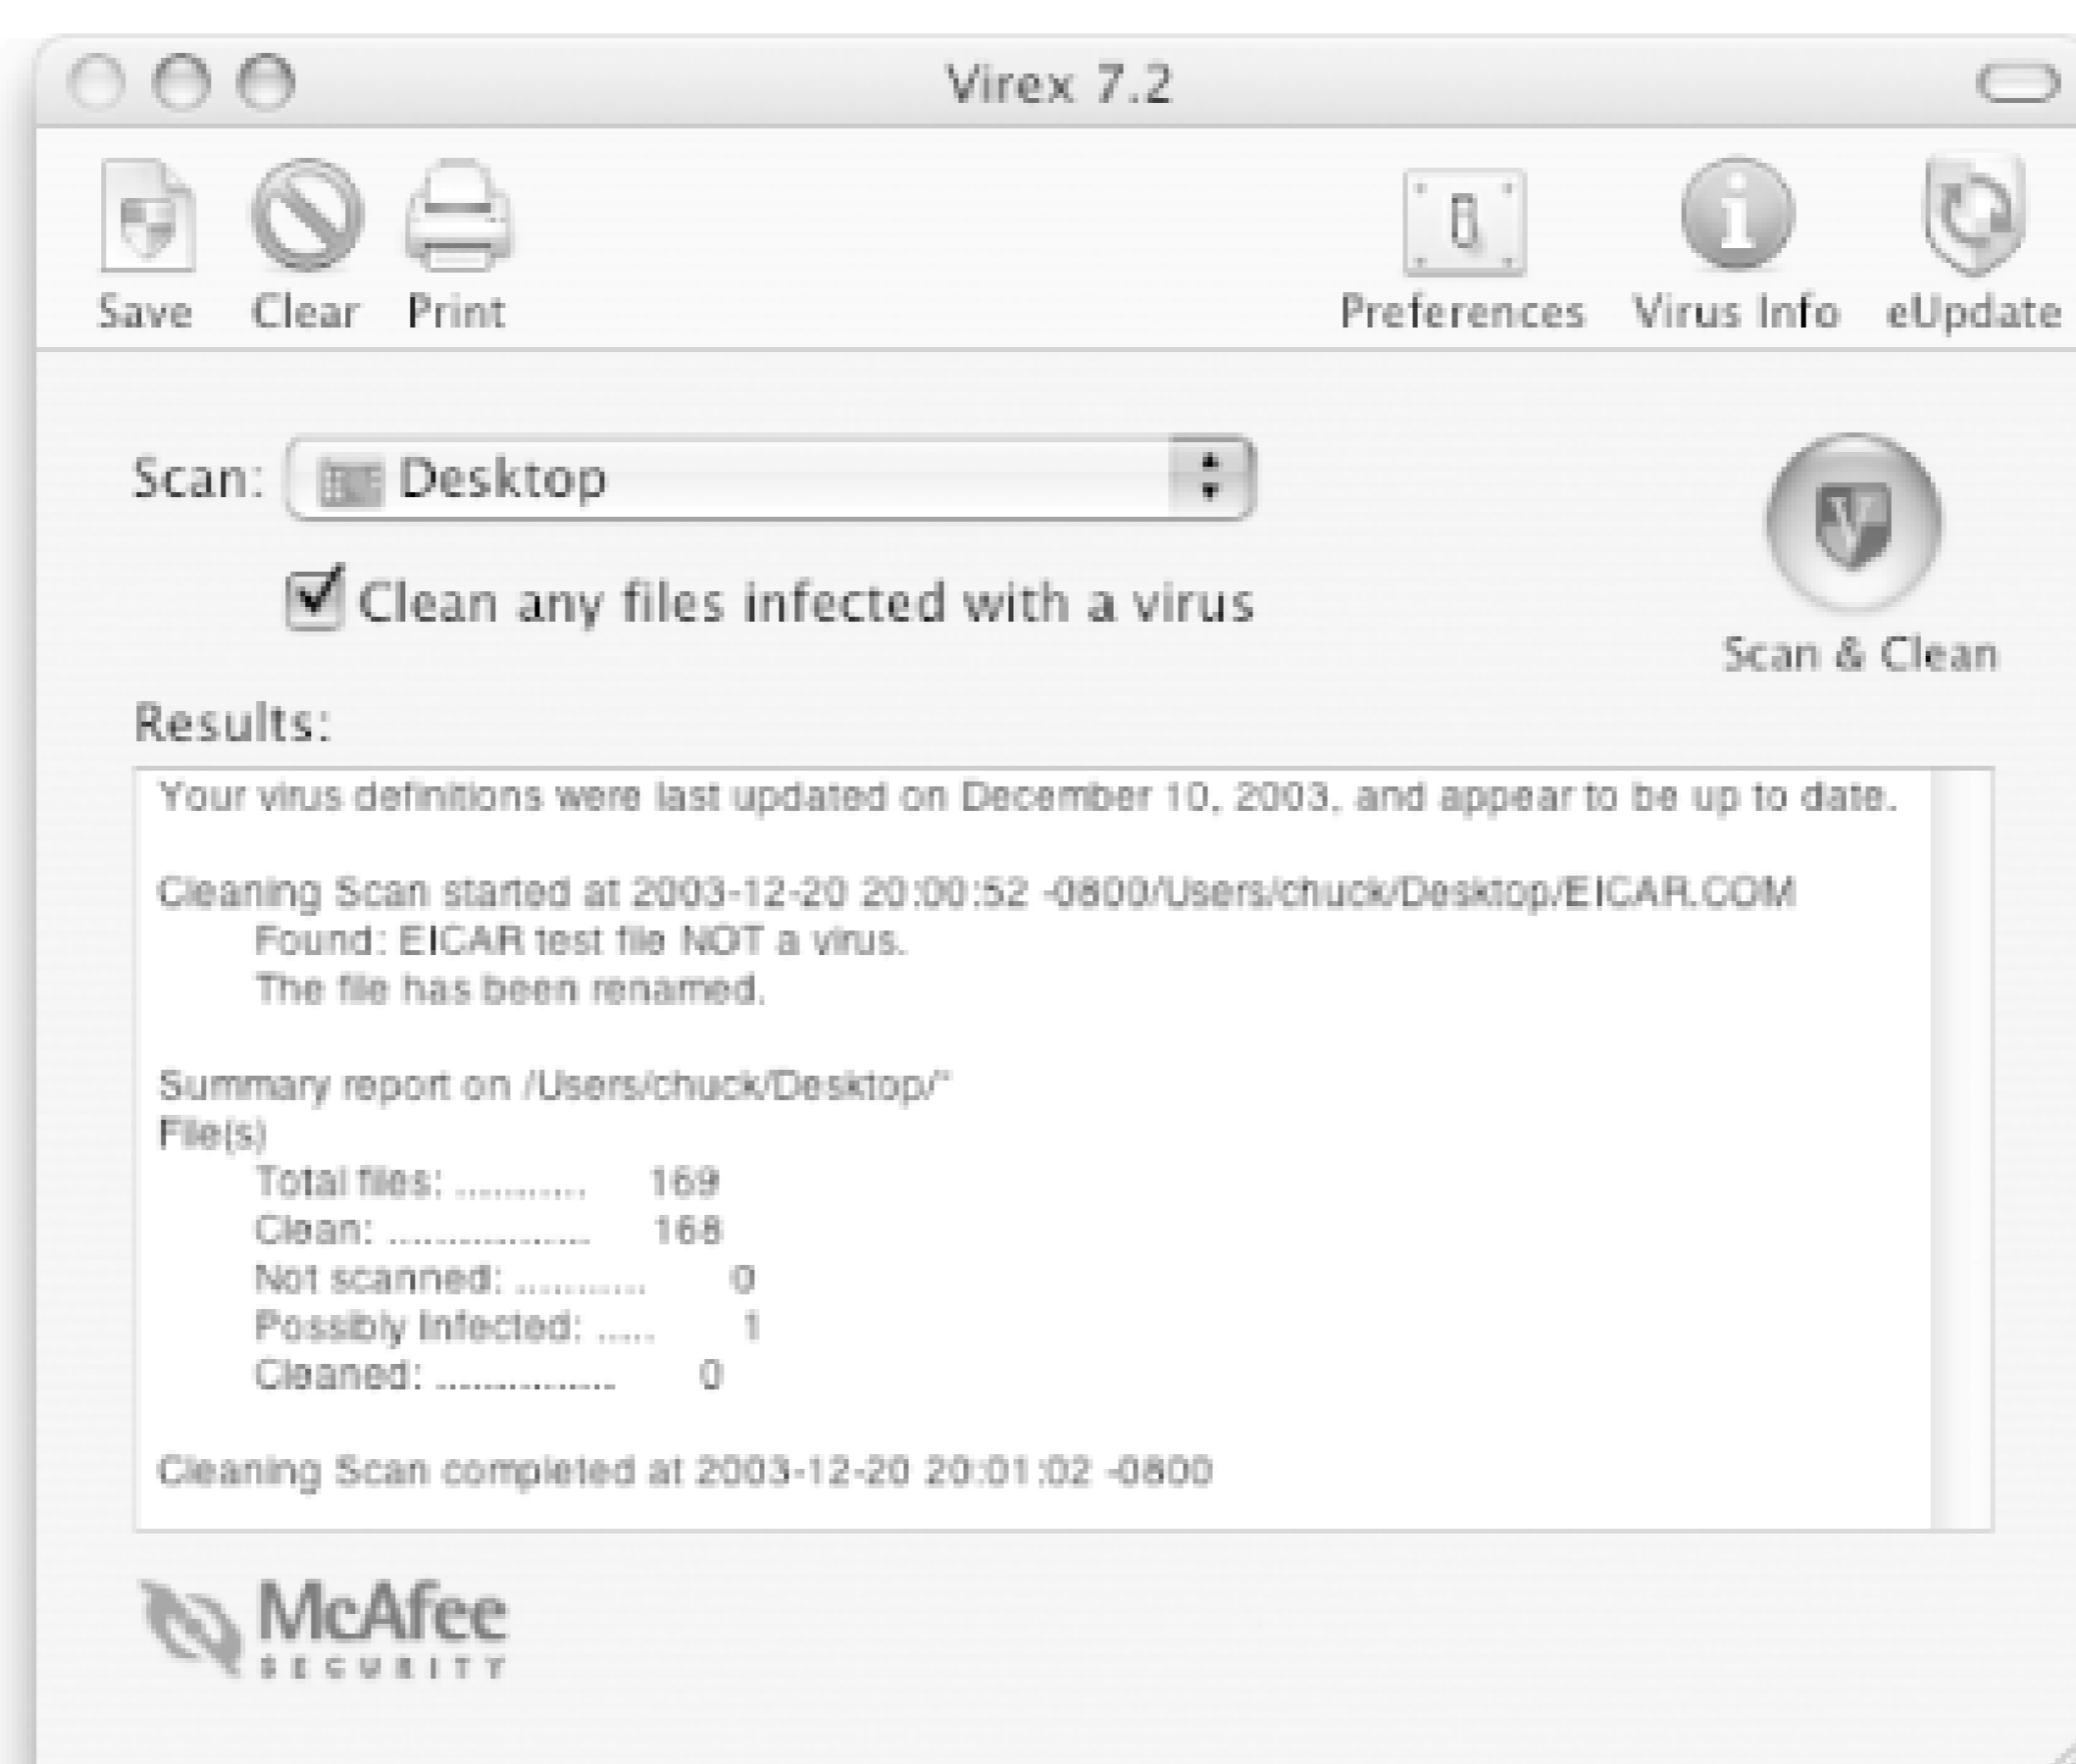 Virex 7.2
Save Clear Print Preferences Virus Info eUpdate
Scan: Desktop
Clean any files infected with a virus
Scan & Clean
Results:
Your virus definitions were last updated on December 10, 2003, and appear to be up to date.
Cleaning Scan started at 2003-12-20 20:00:52 -0800/Users/chuck/Desktop/EICAR.COM
Found: EICAR test file NOT a virus.
The file has been renamed.
Summary report on /Users/chuck/Desktop/*
File(s)
Total files: ........... 169
Clean: ................. 168
Not scanned: ........... 0
Possibly Infected: ..... 1
Cleaned: ............... 0
Cleaning Scan completed at 2003-12-20 20:01:02 -0800
McAfee
SECURITY